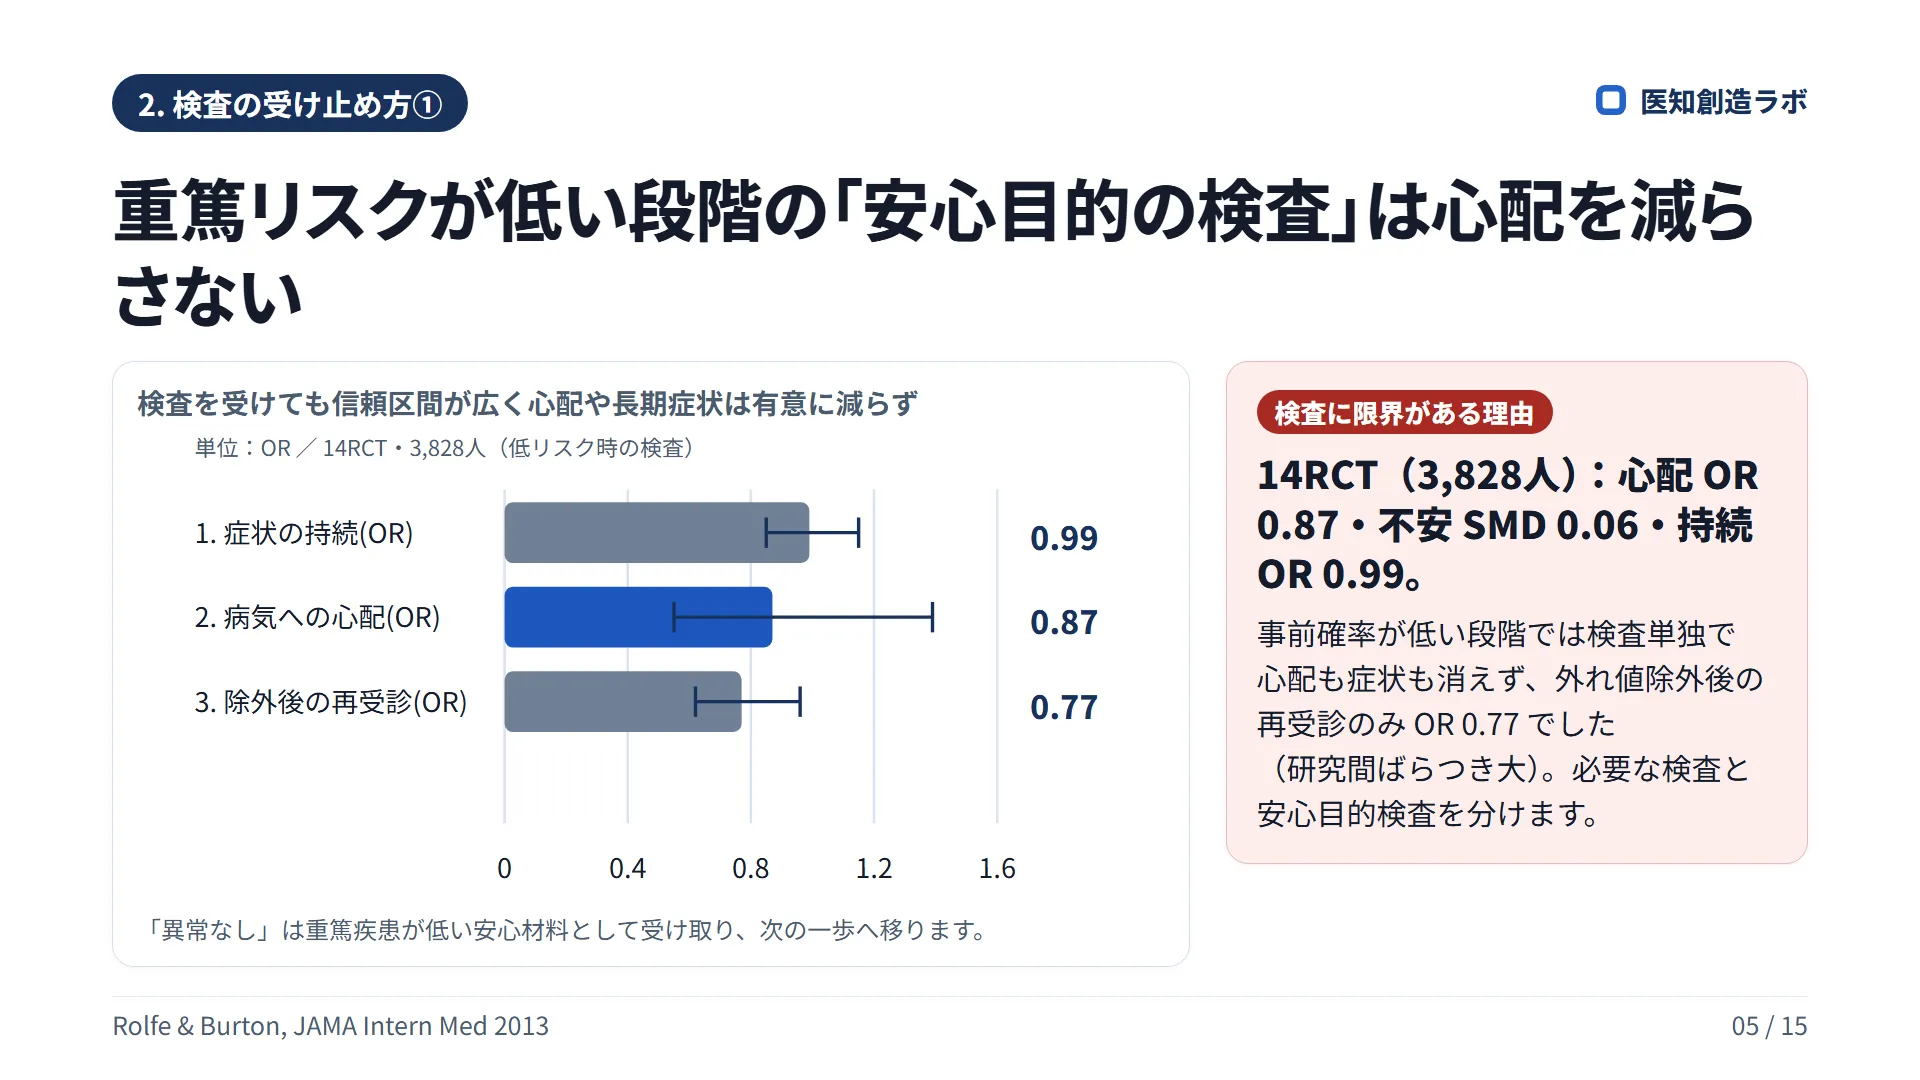 2. 検査の受け止め方①
医知創造ラボ
重篤リスクが低い段階の「安心目的の検査」は心配を減ら
さない
検査を受けても信頼区間が広く心配や長期症状は有意に減らず
単位：OR ／ 14RCT・3,828人（低リスク時の検査）
1. 症状の持続(OR)
0.99
2. 病気への心配(OR)
0.87
3. 除外後の再受診(OR)
0.77
0 0.4 0.8 1.2 1.6
「異常なし」は重篤疾患が低い安心材料として受け取り、次の一歩へ移ります。
検査に限界がある理由
14RCT（3,828人）：心配 OR
0.87・不安 SMD 0.06・持続
OR 0.99。
事前確率が低い段階では検査単独で
心配も症状も消えず、外れ値除外後の
再受診のみ OR 0.77 でした
（研究間ばらつき大）。必要な検査と
安心目的検査を分けます。
Rolfe & Burton, JAMA Intern Med 2013
05 / 15